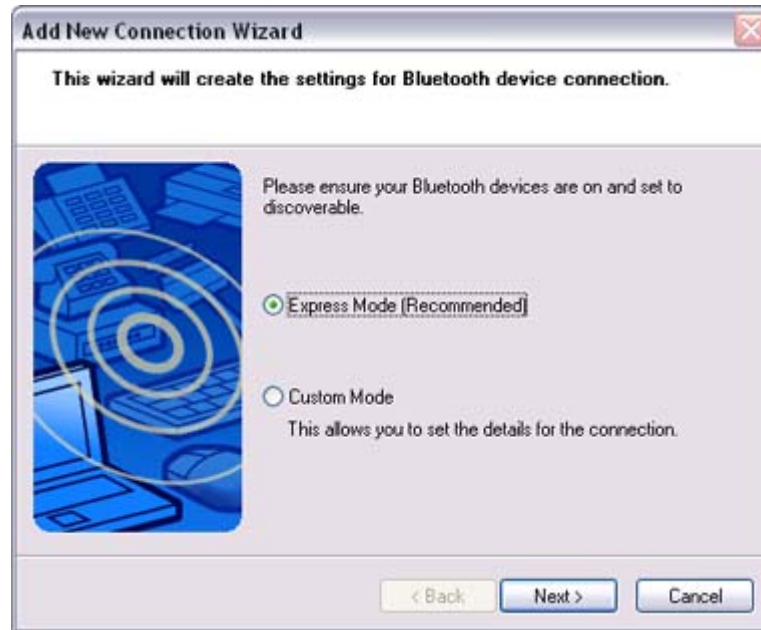 Add New Connection Wizard
This wizard will create the settings for Bluetooth device connection.
Please ensure your Bluetooth devices are on and set to
discoverable.
Express Mode (Recommended)
Custom Mode
This allows you to set the details for the connection.
< Back
Next >
Cancel